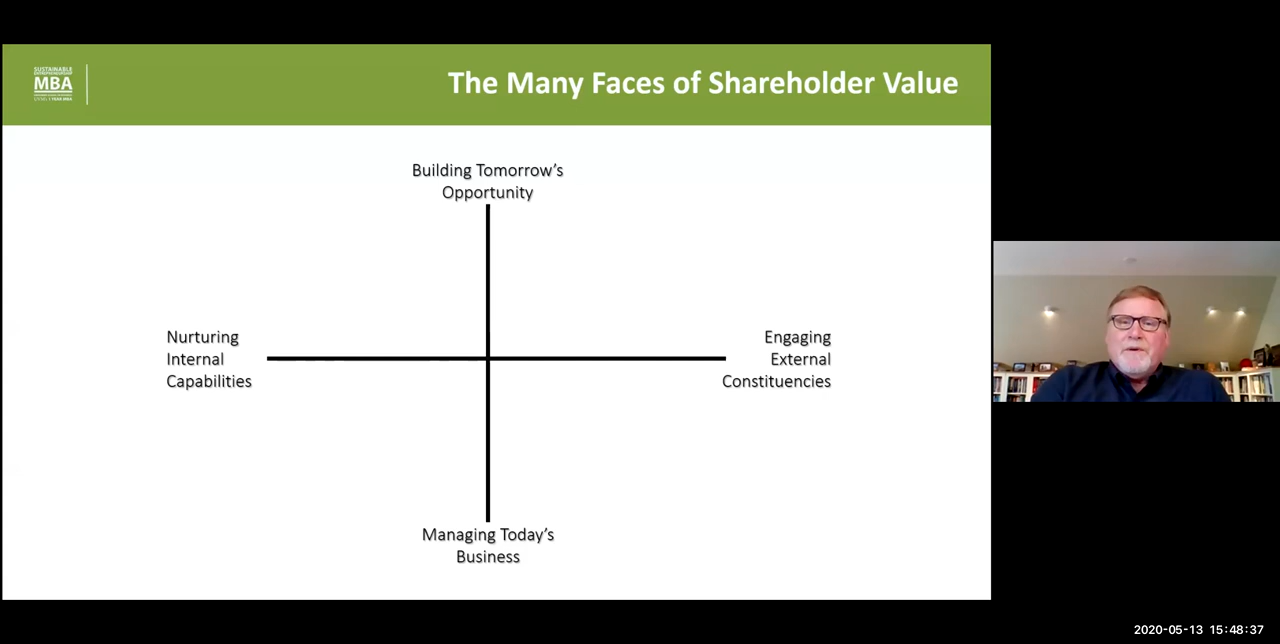 SUSTAINABLE
ENTREPRENEURSHIP
MBA
The Many Faces of Shareholder Value
Building Tomorrow’s
Opportunity
Nurturing
Internal
Capabilities
Engaging
External
Constituencies
Managing Today’s
Business
2020-05-13 15:48:37